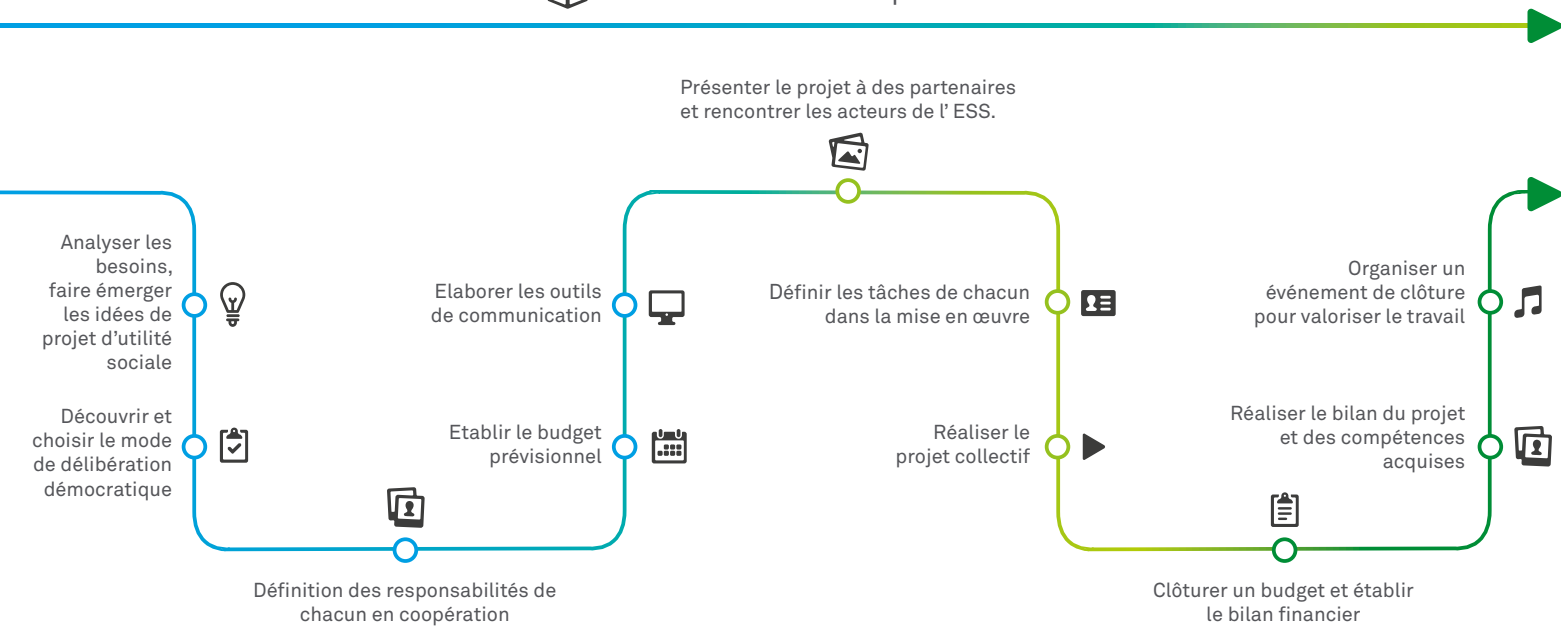 Analyser les
besoins,
faire émerger
les idées de
projet d'utilité
sociale
Découvrir et
choisir le mode
de délibération
démocratique
Définition des responsabilités de
chacun en coopération
Etablir le budget
prévisionnel
Elaborer les outils
de communication
Présenter le projet à des partenaires
et rencontrer les acteurs de l' ESS.
Définir les tâches de chacun
dans la mise en œuvre
Réaliser le
projet collectif
Clôturer un budget et établir
le bilan financier
Réaliser le bilan du projet
et des compétences
acquises
Organiser un
événement de clôture
pour valoriser le travail